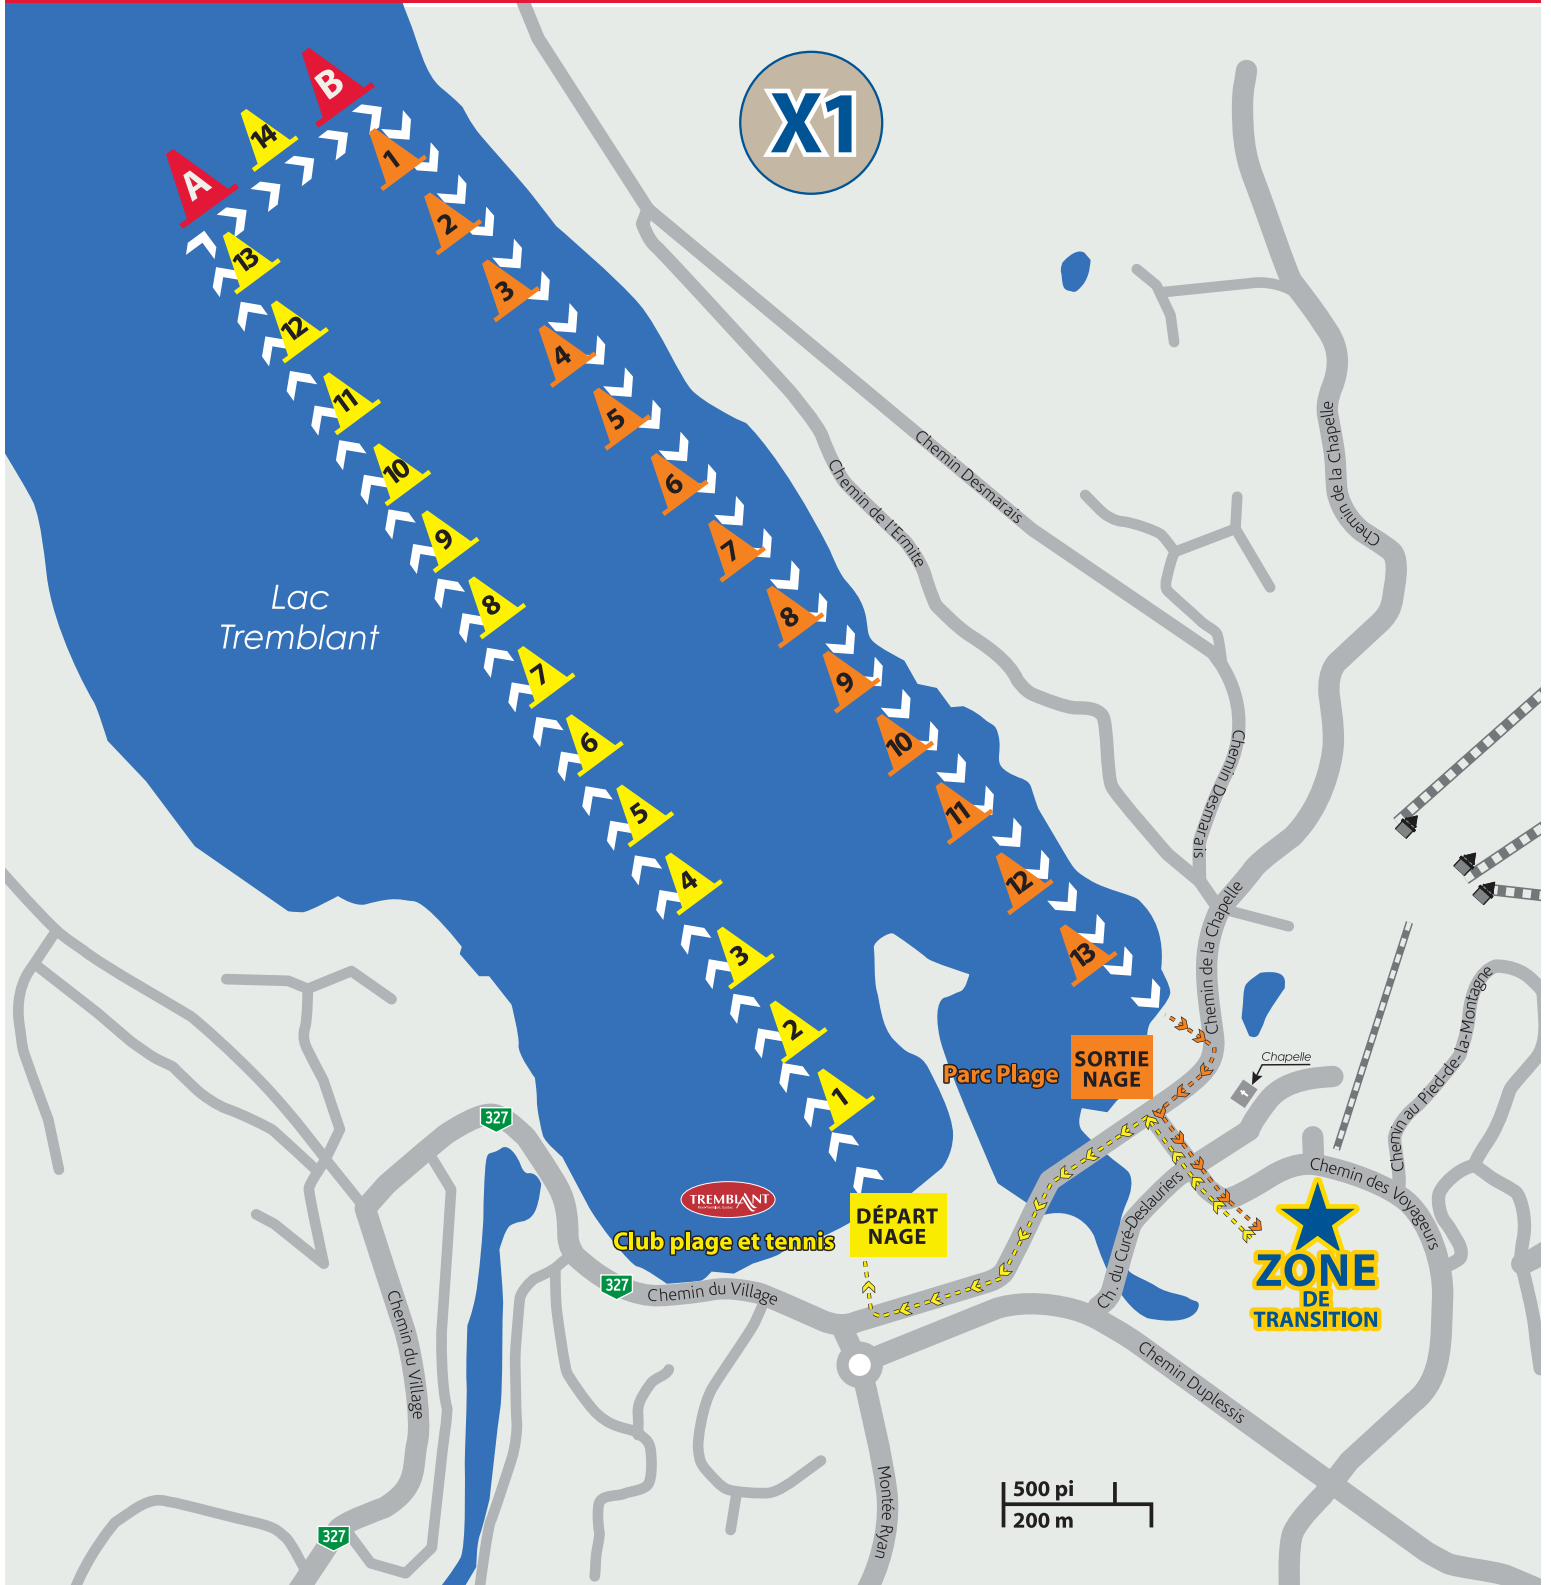 X1
B
14
A
1
2
3
4
5
6
7
8
9
10
11
12
13
13
12
11
10
9
8
7
6
5
4
3
2
1
Lac
Tremblant
Chemin Desmarais
Chemin de l'Ermite
Chemin de la Chapelle
Chemin
Chemin Desmarais
Chemin de la Chapelle
Parc Plage
SORTIE
NAGE
Chapelle
Chemin au Pied-de-la-Montagne
Chemin des Voyageurs
Ch. du Curé-Deslauriers
TREMBLANT
Club plage et tennis
DÉPART
NAGE
327
327
Chemin du Village
Chemin du Village
ZONE
DE
TRANSITION
Chemin Duplessis
Montée Ryan
500 pi
200 m
327